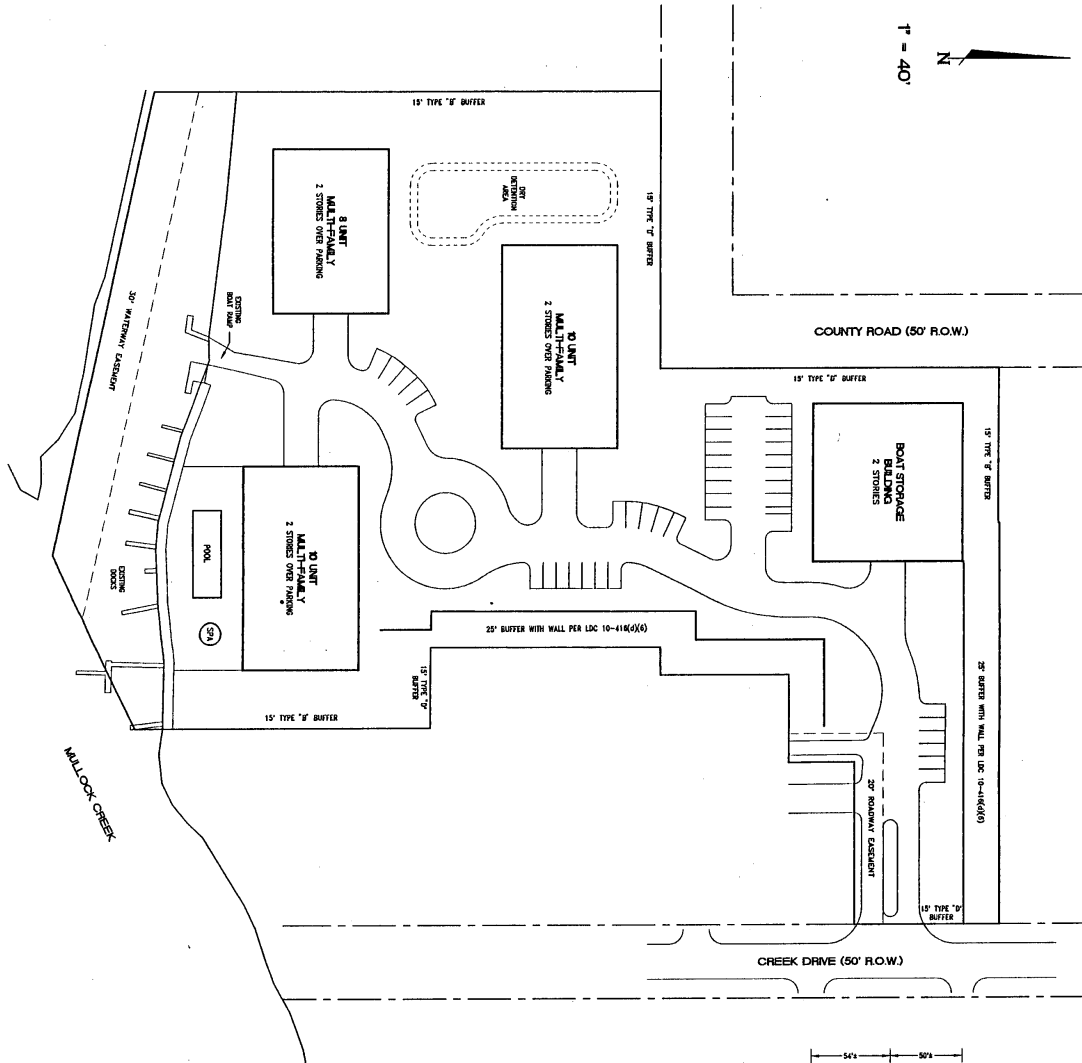 1" = 40'
N
15' TYPE "B" BUFFER
DRY
DETENTION
AREA
15' TYPE "D" BUFFER
8 UNIT
MULTI-FAMILY
2 STORIES OVER PARKING
10 UNIT
MULTI-FAMILY
2 STORIES OVER PARKING
COUNTY ROAD (50' R.O.W.)
15' TYPE "D" BUFFER
15' TYPE "B" BUFFER
BOAT STORAGE
BUILDING
2 STORIES
EXISTING
BOAT RAMP
30' WATERWAY EASEMENT
10 UNIT
MULTI-FAMILY
2 STORIES OVER PARKING
POOL
SPA
EXISTING
DOCKS
25' BUFFER WITH WALL PER LDC 10-416(d)(6)
15' TYPE "D"
BUFFER
15' TYPE "B" BUFFER
25' BUFFER WITH WALL PER LDC 10-416(d)(6)
20' ROADWAY EASEMENT
15' TYPE "D"
BUFFER
MULLOCK CREEK
CREEK DRIVE (50' R.O.W.)
54'±
50'±